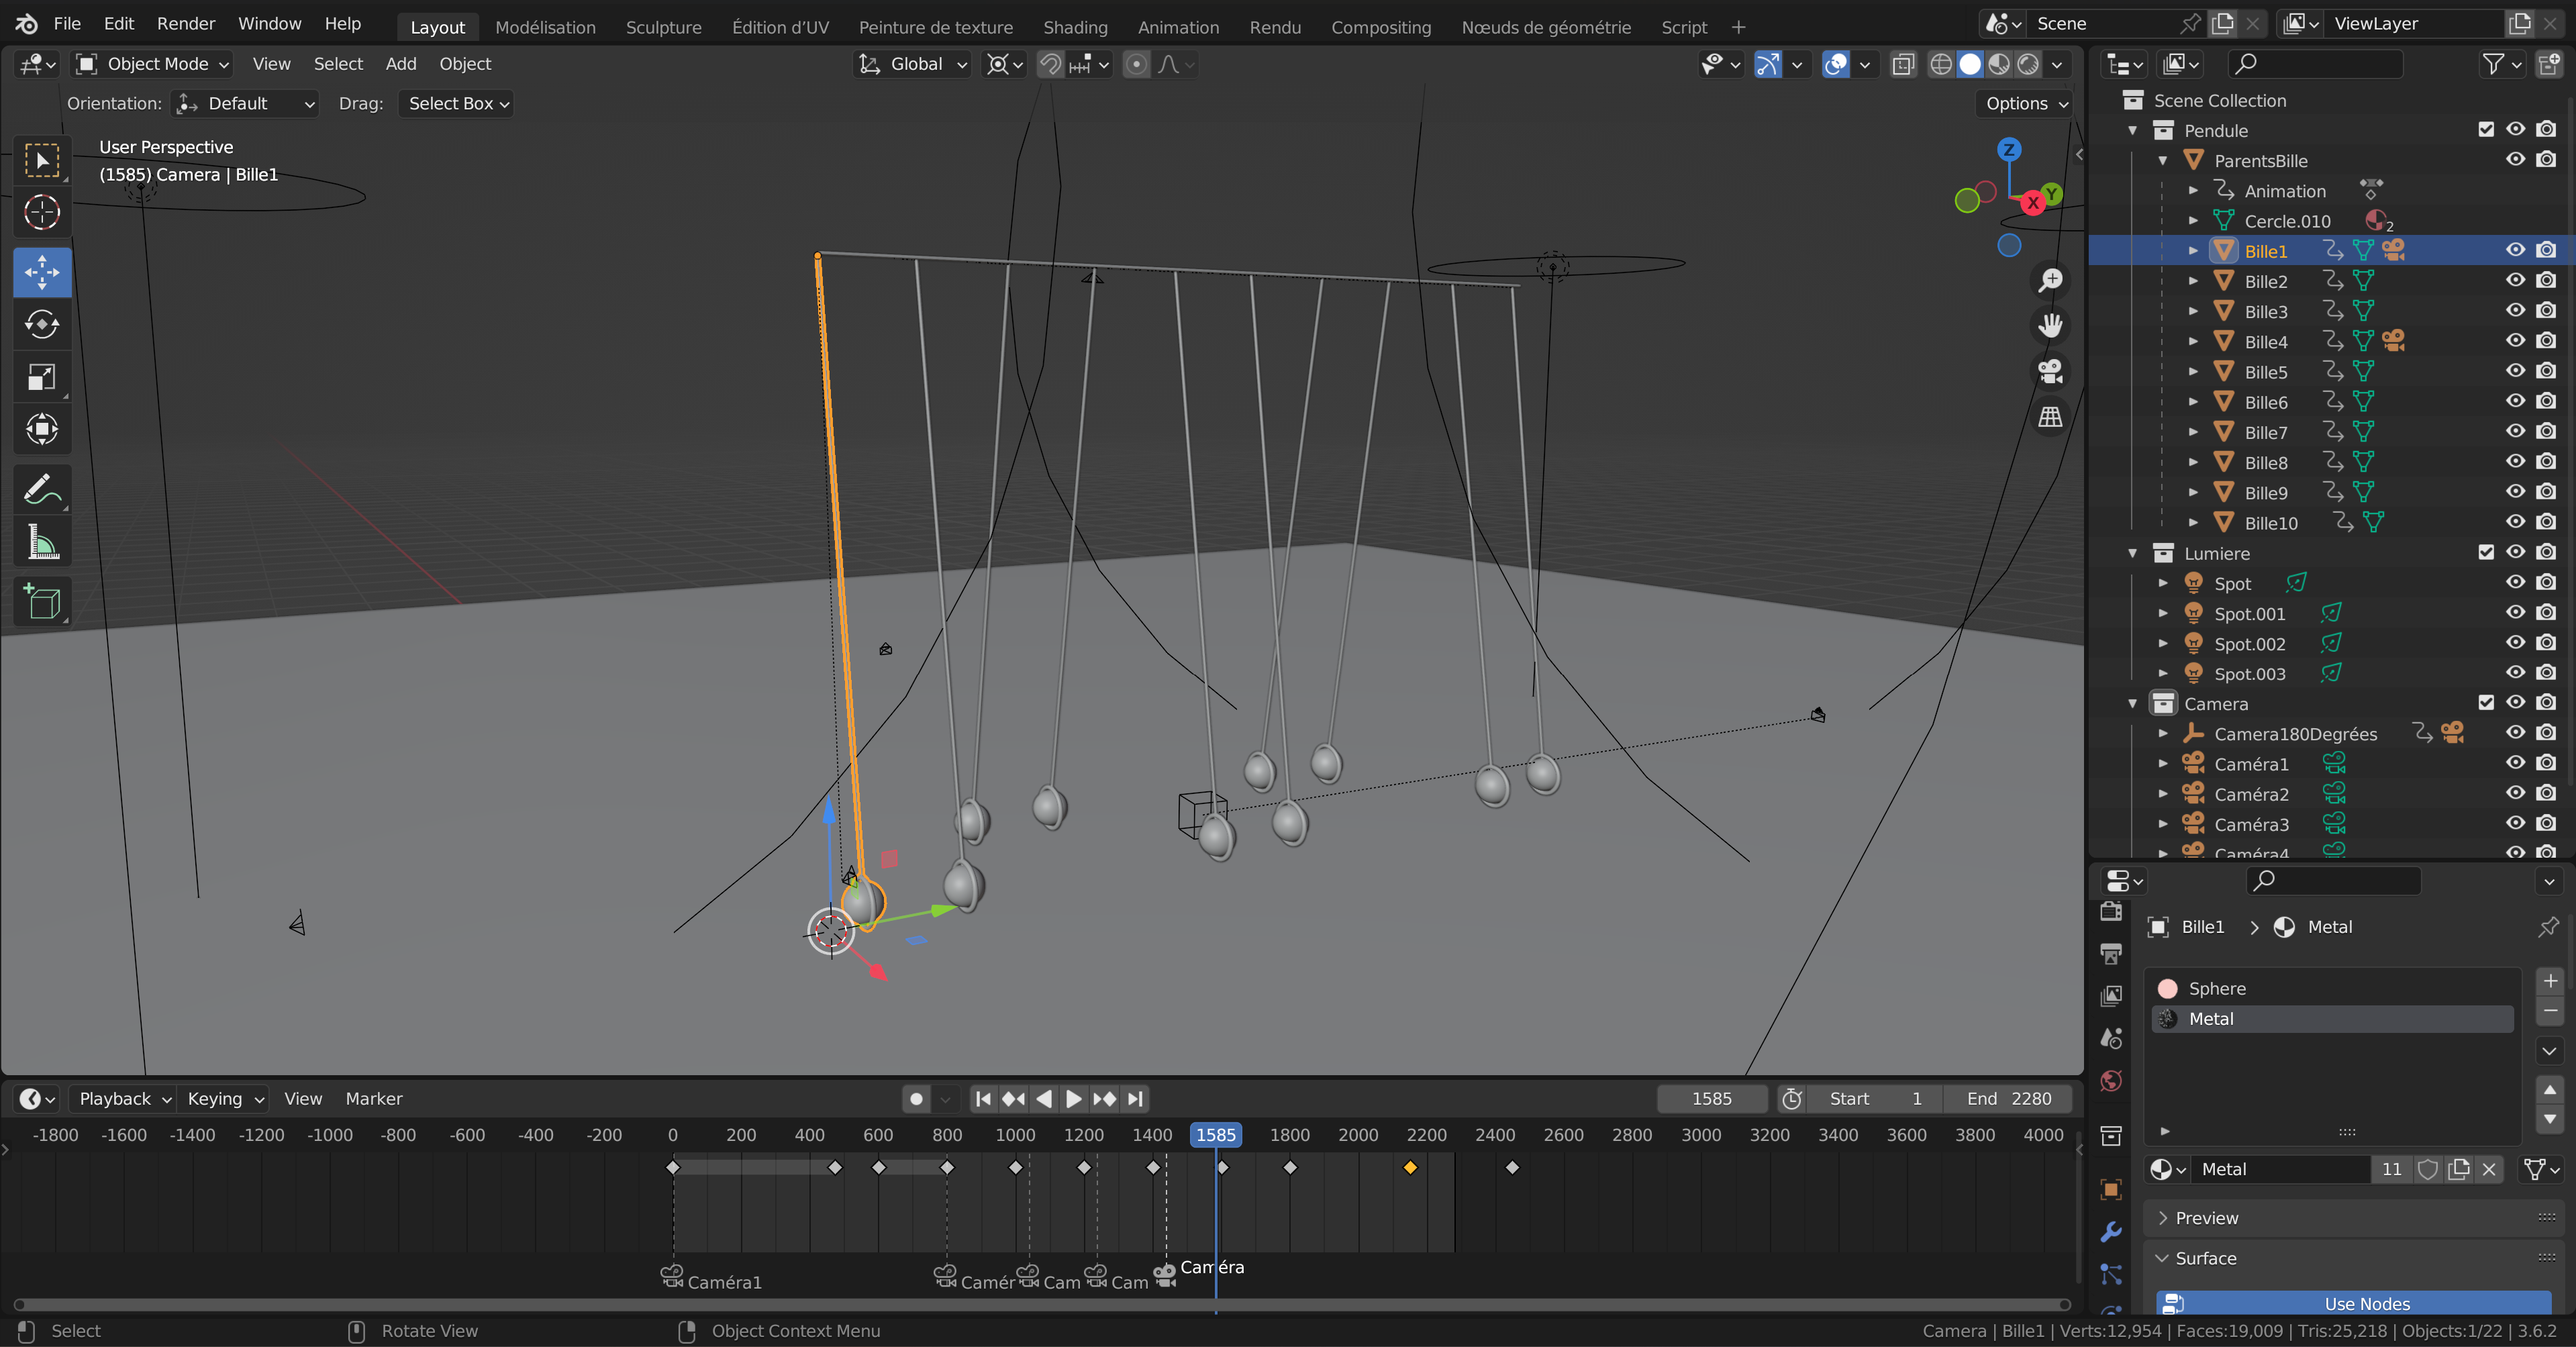 File Edit Render Window Help Layout Modélisation Sculpture Édition d'UV Peinture de texture Shading Animation Rendu Compositing Nœuds de géométrie Script + Scene ViewLayer
Object Mode View Select Add Object Global
Orientation: Default Drag: Select Box Options
User Perspective
(1585) Camera | Bille1
Z
Y
X
Scene Collection
Pendule
ParentsBille
Animation
Cercle.010 2
Bille1
Bille2
Bille3
Bille4
Bille5
Bille6
Bille7
Bille8
Bille9
Bille10
Lumiere
Spot
Spot.001
Spot.002
Spot.003
Camera
Camera180Degrées
Caméra1
Caméra2
Caméra3
Caméra4
Bille1 > Metal
Sphere
Metal
Metal 11
Preview
Surface
Use Nodes
Playback Keying View Marker 1585 Start 1 End 2280
-1800 -1600 -1400 -1200 -1000 -800 -600 -400 -200 0 200 400 600 800 1000 1200 1400 1585 1800 2000 2200 2400 2600 2800 3000 3200 3400 3600 3800 4000
Caméra1 Camér Cam Cam Caméra
Select Rotate View Object Context Menu Camera | Bille1 | Verts:12,954 | Faces:19,009 | Tris:25,218 | Objects:1/22 | 3.6.2